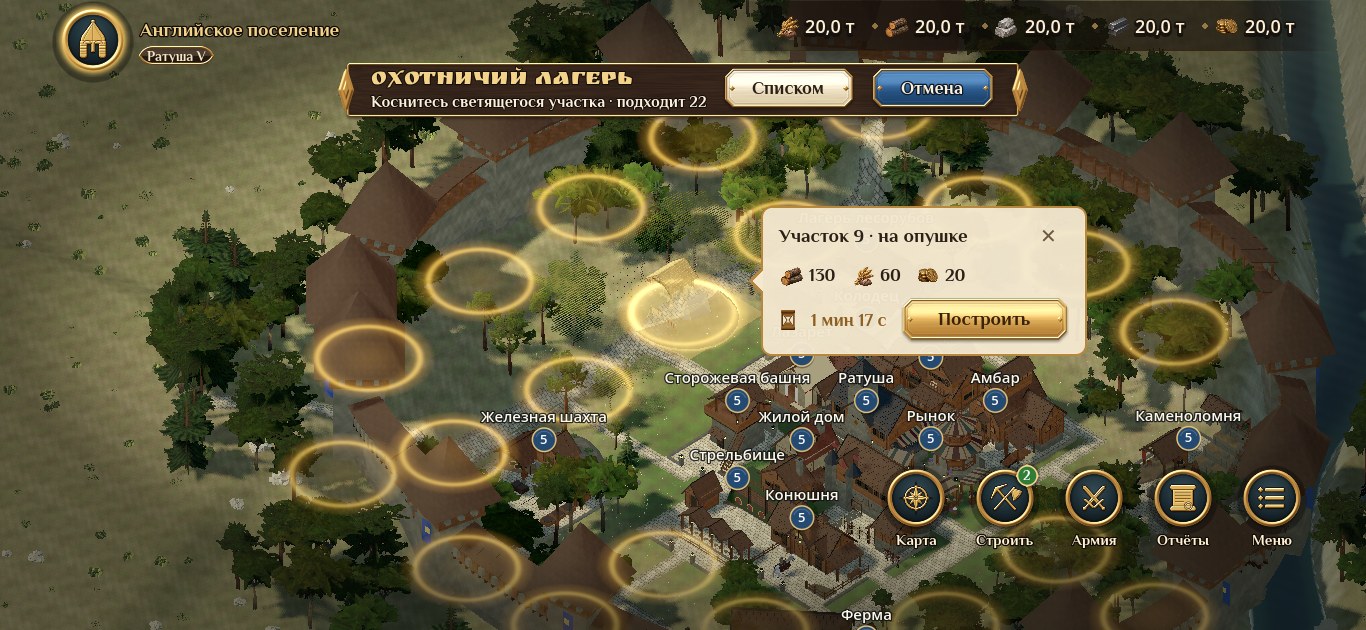 Английское поселение
Ратуша V
20,0 т
20,0 т
20,0 т
20,0 т
20,0 т
ОХОТНИЧИЙ ЛАГЕРЬ
Коснитесь светящегося участка · подходит 22
Списком
Отмена
Участок 9 · на опушке
130
60
20
1 мин 17 с
Построить
5
5
Сторожевая башня
5
Ратуша
5
Амбар
5
Железная шахта
5
Жилой дом
5
Рынок
5
Каменоломня
5
Стрельбище
5
Конюшня
5
Карта
2
Строить
Армия
Отчёты
Меню
Ферма